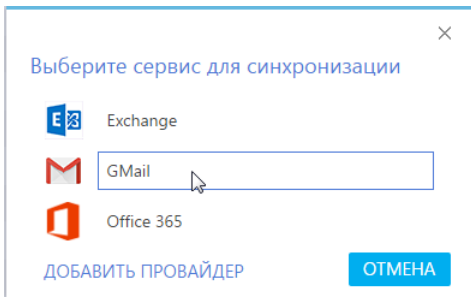 Выберите сервис для синхронизации
Exchange
GMail
Office 365
ДОБАВИТЬ ПРОВАЙДЕР
ОТМЕНА